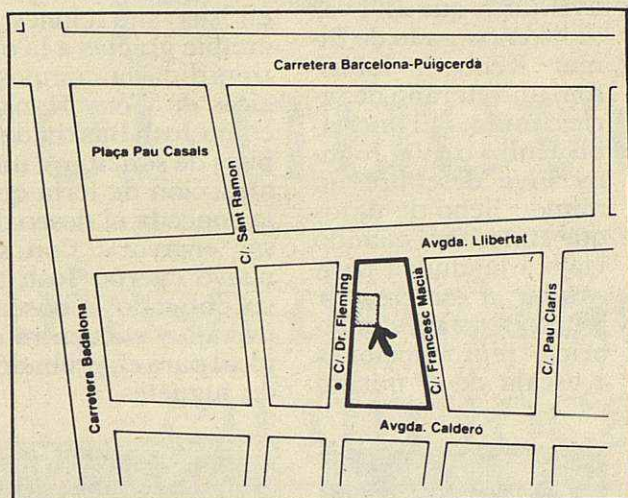 Carretera Barcelona-Puigcerdà
Plaça Pau Casals
C/. Sant Ramon
Avgda. Llibertat
C/. Dr. Fleming
C/. Francesc Macià
C/. Pau Claris
Carretera Badalona
Avgda. Calderó